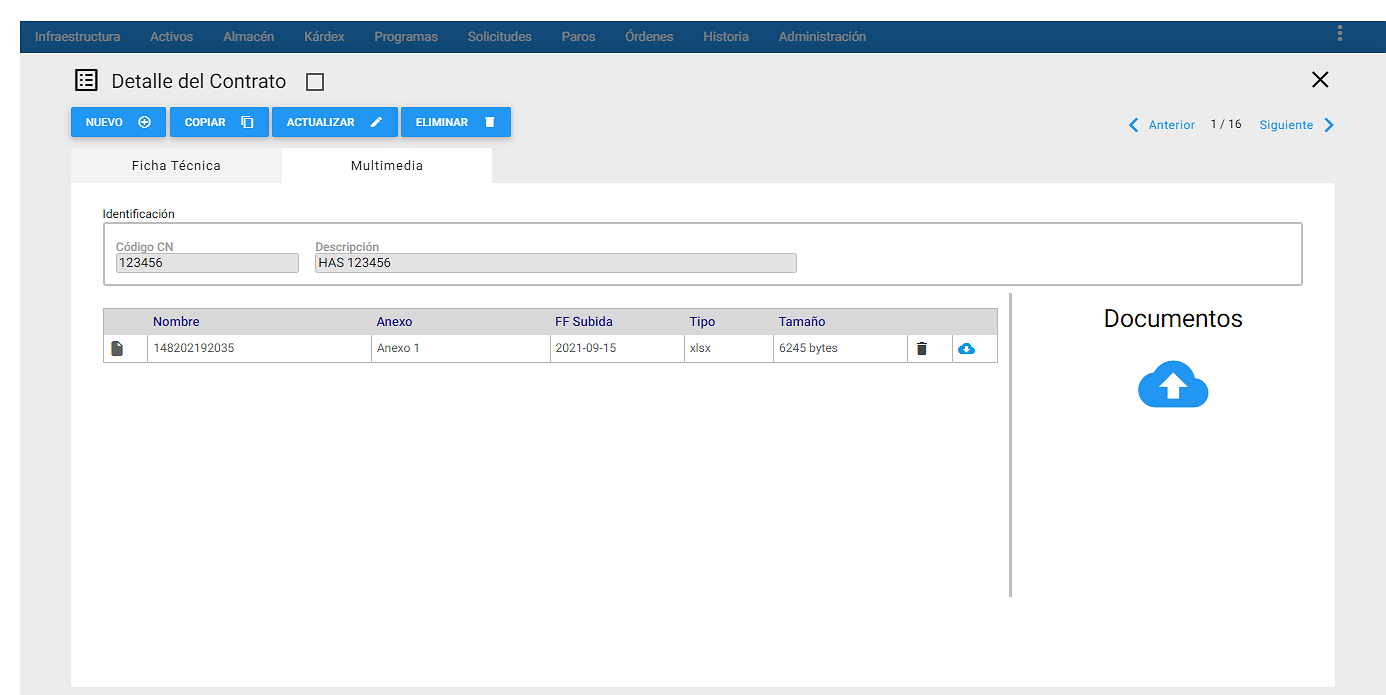 Infraestructura Activos Almacén Kárdex Programas Solicitudes Paros Órdenes Historia Administración
Detalle del Contrato
NUEVO COPIAR ACTUALIZAR ELIMINAR
Anterior 1 / 16 Siguiente
Ficha Técnica Multimedia
Identificación
Código CN Descripción
123456 HAS 123456
Nombre Anexo FF Subida Tipo Tamaño
148202192035 Anexo 1 2021-09-15 xlsx 6245 bytes
Documentos